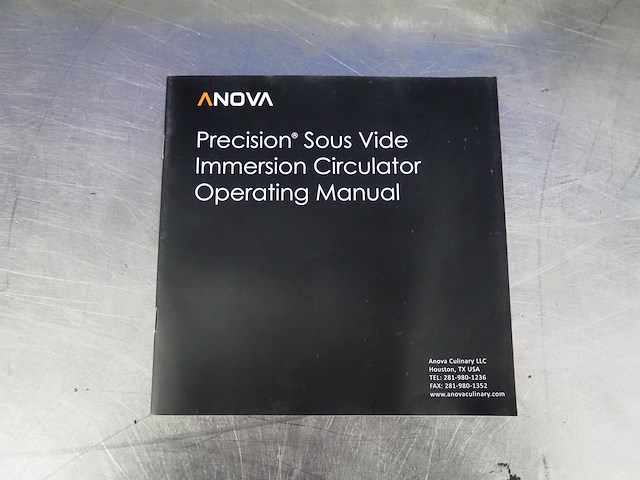 ANOVA
Precision® Sous Vide
Immersion Circulator
Operating Manual
Anova Culinary LLC
Houston, TX USA
TEL: 281-980-1236
FAX: 281-980-1352
www.anovaculinary.com